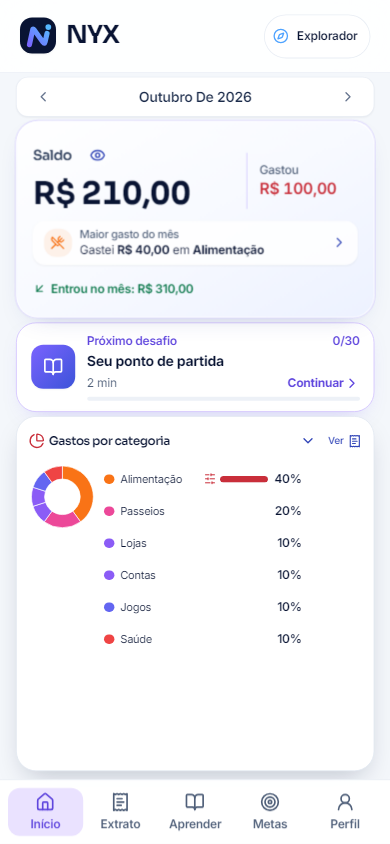 NYX
Explorador
Outubro De 2026
Saldo
R$ 210,00
Gastou
R$ 100,00
Maior gasto do mês
Gastei R$ 40,00 em Alimentação
Entrou no mês: R$ 310,00
Próximo desafio 0/30
Seu ponto de partida
2 min Continuar
Gastos por categoria Ver
Alimentação 40%
Passeios 20%
Lojas 10%
Contas 10%
Jogos 10%
Saúde 10%
Início Extrato Aprender Metas Perfil